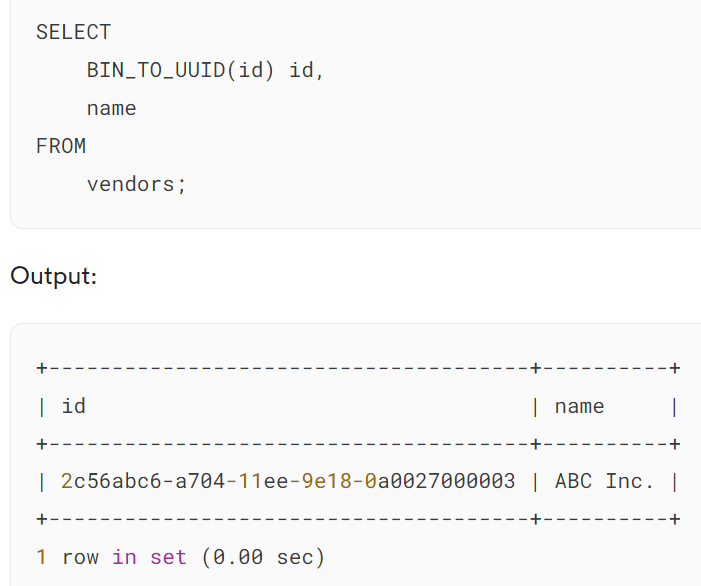 SELECT
    BIN_TO_UUID(id) id,
    name
FROM
    vendors;
Output:
+--------------------------------------+----------+
| id                                   | name     |
+--------------------------------------+----------+
| 2c56abc6-a704-11ee-9e18-0a0027000003 | ABC Inc. |
+--------------------------------------+----------+
1 row in set (0.00 sec)